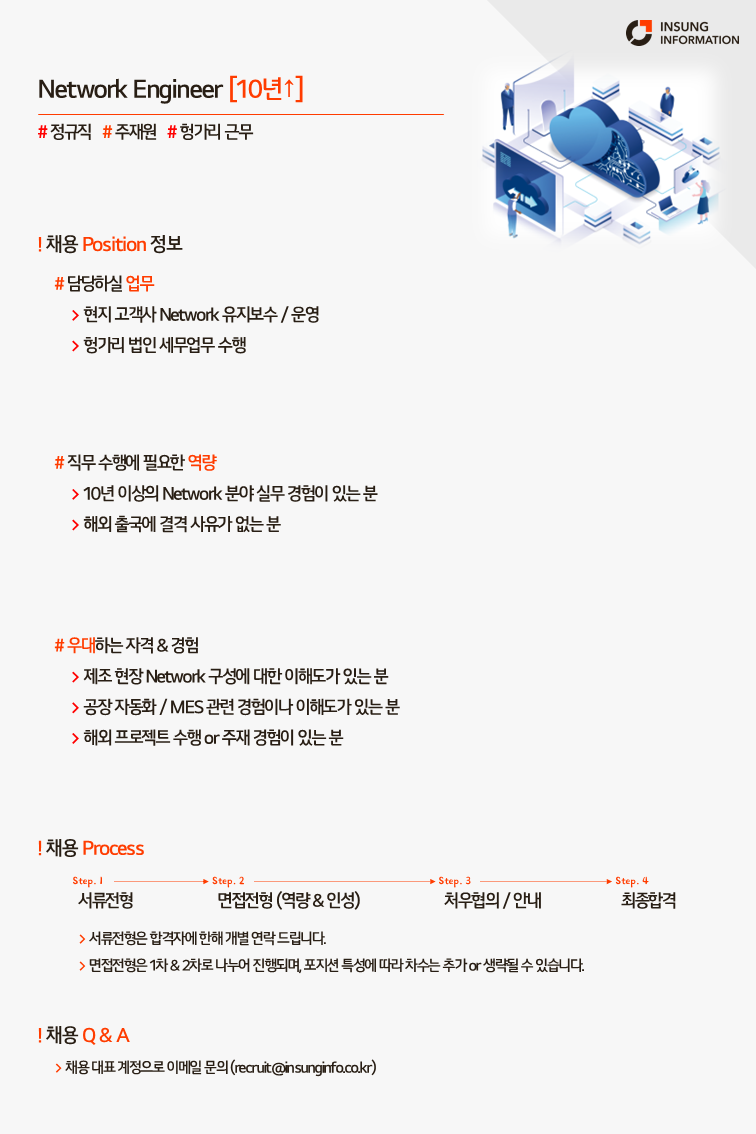 INSUNG
INFORMATION
Network Engineer [10년↑]
# 정규직 # 주재원 # 헝가리 근무
! 채용 Position 정보
# 담당하실 업무
> 현지 고객사 Network 유지보수 / 운영
> 헝가리 법인 세무업무 수행
# 직무 수행에 필요한 역량
> 10년 이상의 Network 분야 실무 경험이 있는 분
> 해외 출국에 결격 사유가 없는 분
# 우대하는 자격 & 경험
> 제조 현장 Network 구성에 대한 이해도가 있는 분
> 공장 자동화 / MES 관련 경험이나 이해도가 있는 분
> 해외 프로젝트 수행 or 주재 경험이 있는 분
! 채용 Process
Step. 1 Step. 2 Step. 3 Step. 4
서류전형 면접전형 (역량 & 인성) 처우협의 / 안내 최종합격
> 서류전형은 합격자에 한해 개별 연락 드립니다.
> 면접전형은 1차 & 2차로 나누어 진행되며, 포지션 특성에 따라 차수는 추가 or 생략될 수 있습니다.
! 채용 Q & A
> 채용 대표 계정으로 이메일 문의 (recruit@insunginfo.co.kr)